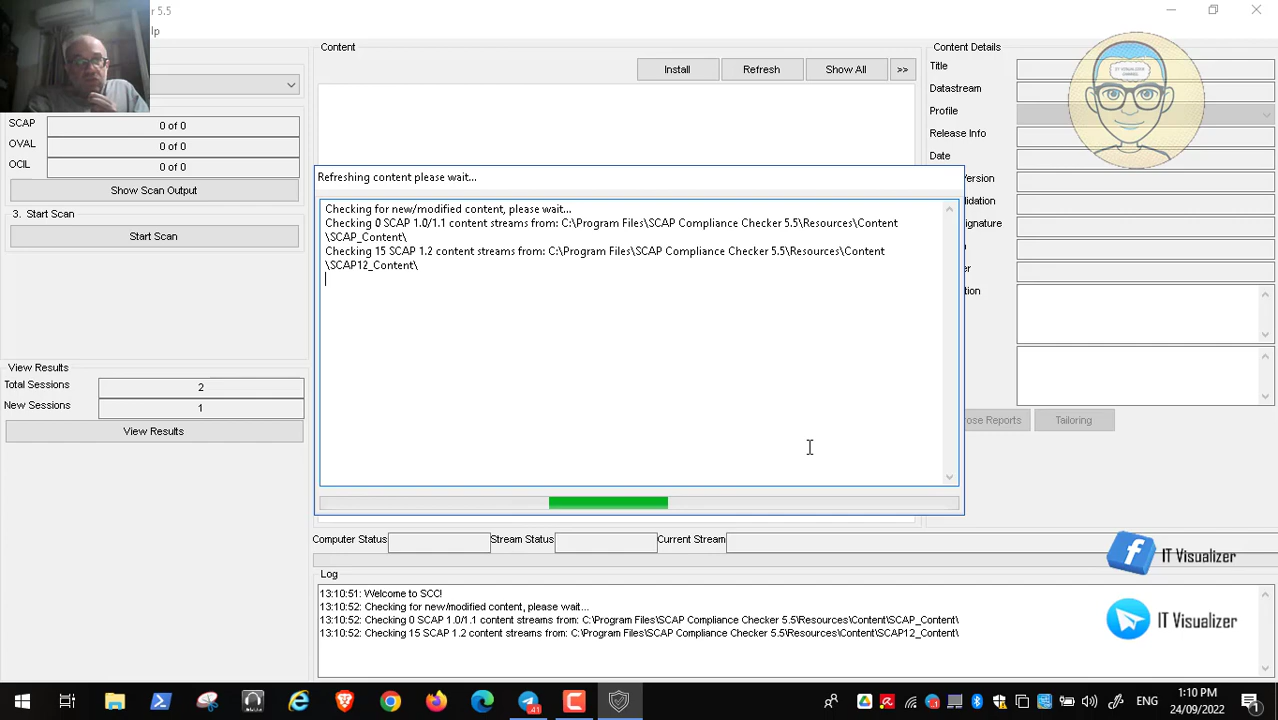 5.5
lp
Content
Install
Refresh
Show All
>>
Content Details
Title
Datastream
Profile
Release Info
Date
Version
idation
ignature
er
ion
SCAP
0 of 0
OVAL
0 of 0
OCIL
0 of 0
Show Scan Output
3. Start Scan
Start Scan
View Results
Total Sessions
2
New Sessions
1
View Results
Refreshing content please wait...
Checking for new/modified content, please wait...
Checking 0 SCAP 1.0/1.1 content streams from: C:\Program Files\SCAP Compliance Checker 5.5\Resources\Content
\SCAP_Content\
Checking 15 SCAP 1.2 content streams from: C:\Program Files\SCAP Compliance Checker 5.5\Resources\Content
\SCAP12_Content\
ose Reports
Tailoring
Computer Status
Stream Status
Current Stream
Log
13:10:51: Welcome to SCC!
13:10:52: Checking for new/modified content, please wait...
13:10:52: Checking 0 SCAP 1.0/1.1 content streams from: C:\Program Files\SCAP Compliance Checker 5.5\Resources\Content\SCAP_Content\
13:10:52: Checking 15 SCAP 1.2 content streams from: C:\Program Files\SCAP Compliance Checker 5.5\Resources\Content\SCAP12_Content\
IT Visualizer
IT Visualizer
41
ENG
1:10 PM
24/09/2022
1